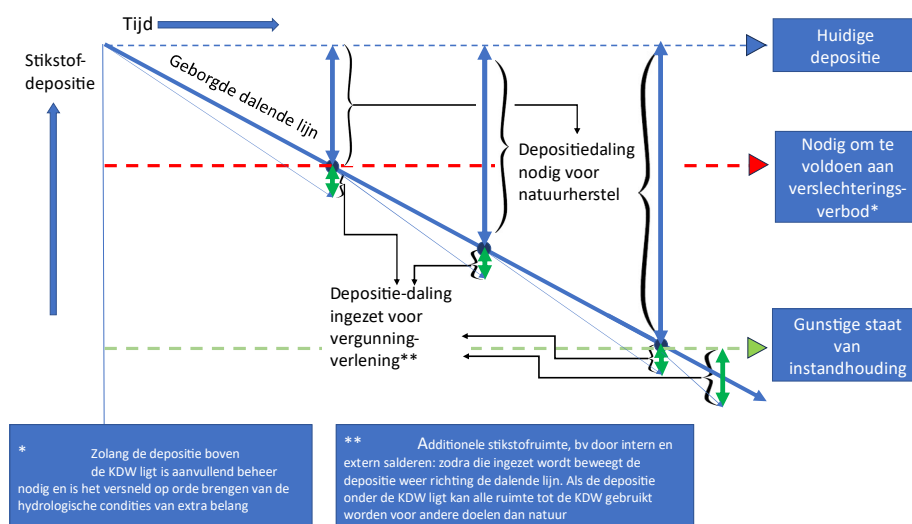 Tijd
Stikstof-
depositie
Geborgde dalende lijn
Huidige
depositie
Depositiedaling
nodig voor
natuurherstel
Nodig om te
voldoen aan
verslechterings-
verbod*
Depositie-daling
ingezet voor
vergunning-
verlening**
Gunstige staat
van
instandhouding
* Zolang de depositie boven
de KDW ligt is aanvullend beheer
nodig en is het versneld op orde brengen van de
hydrologische condities van extra belang
** Additionele stikstofruimte, bv door intern en
extern salderen: zodra die ingezet wordt beweegt de
depositie weer richting de dalende lijn. Als de depositie
onder de KDW ligt kan alle ruimte tot de KDW gebruikt
worden voor andere doelen dan natuur